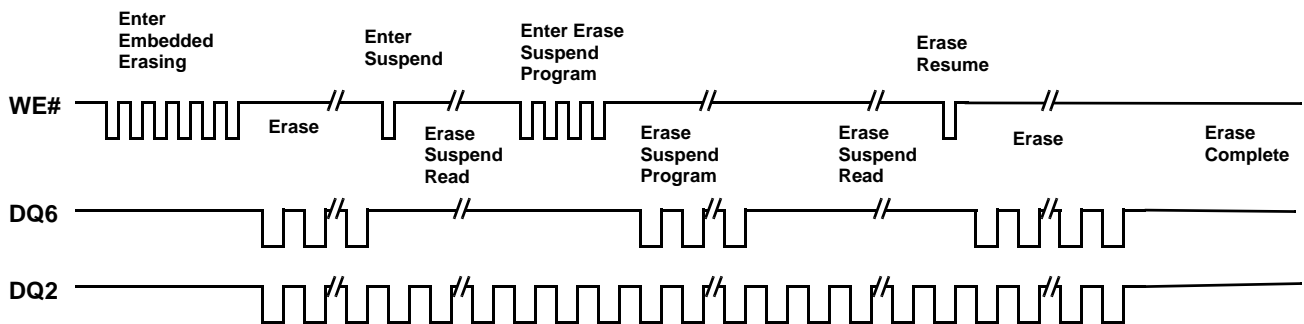 Enter
Embedded
Erasing
Enter
Suspend
Enter Erase
Suspend
Program
Erase
Resume
WE#
Erase
Erase
Suspend
Read
Erase
Suspend
Program
Erase
Suspend
Read
Erase
Erase
Complete
DQ6
DQ2